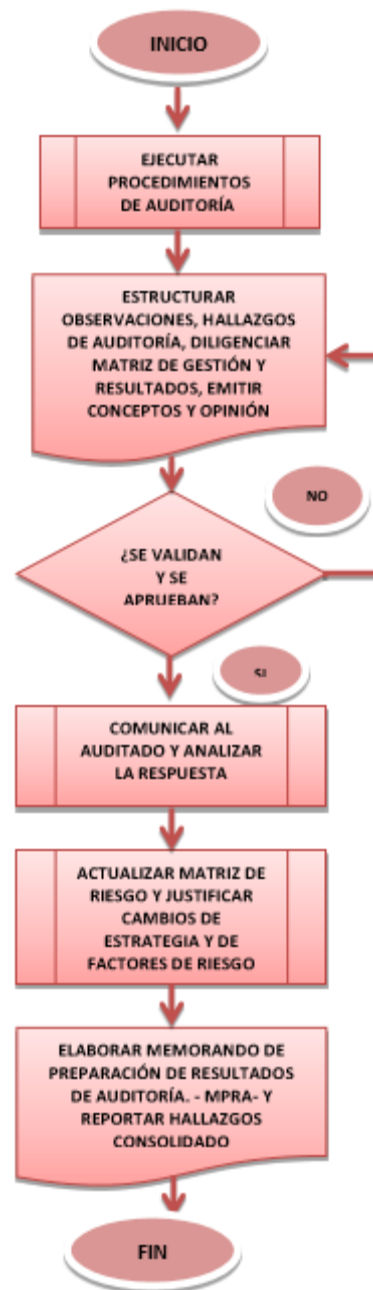 INICIO
EJECUTAR
PROCEDIMIENTOS
DE AUDITORÍA
ESTRUCTURAR
OBSERVACIONES, HALLAZGOS
DE AUDITORÍA, DILIGENCIAR
MATRIZ DE GESTIÓN Y
RESULTADOS, EMITIR
CONCEPTOS Y OPINIÓN
NO
¿SE VALIDAN
Y SE
APRUEBAN?
SI
COMUNICAR AL
AUDITADO Y ANALIZAR
LA RESPUESTA
ACTUALIZAR MATRIZ DE
RIESGO Y JUSTIFICAR
CAMBIOS DE
ESTRATEGIA Y DE
FACTORES DE RIESGO
ELABORAR MEMORANDO DE
PREPARACIÓN DE RESULTADOS
DE AUDITORÍA. - MPRA- Y
REPORTAR HALLAZGOS
CONSOLIDADO
FIN